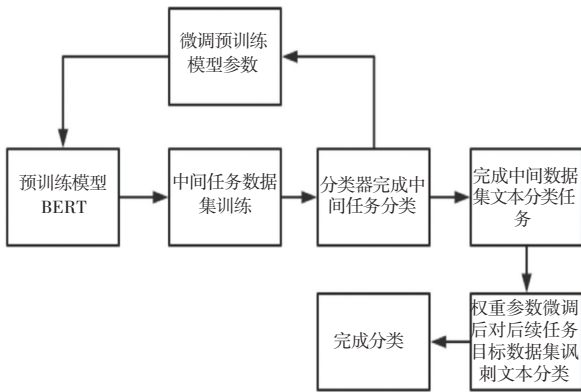 微调预训练
模型参数
预训练模型
BERT
中间任务数据
集训练
分类器完成中
间任务分类
完成中间数据
集文本分类任
务
权重参数微调
后对后续任务
目标数据集讽
刺文本分类
完成分类